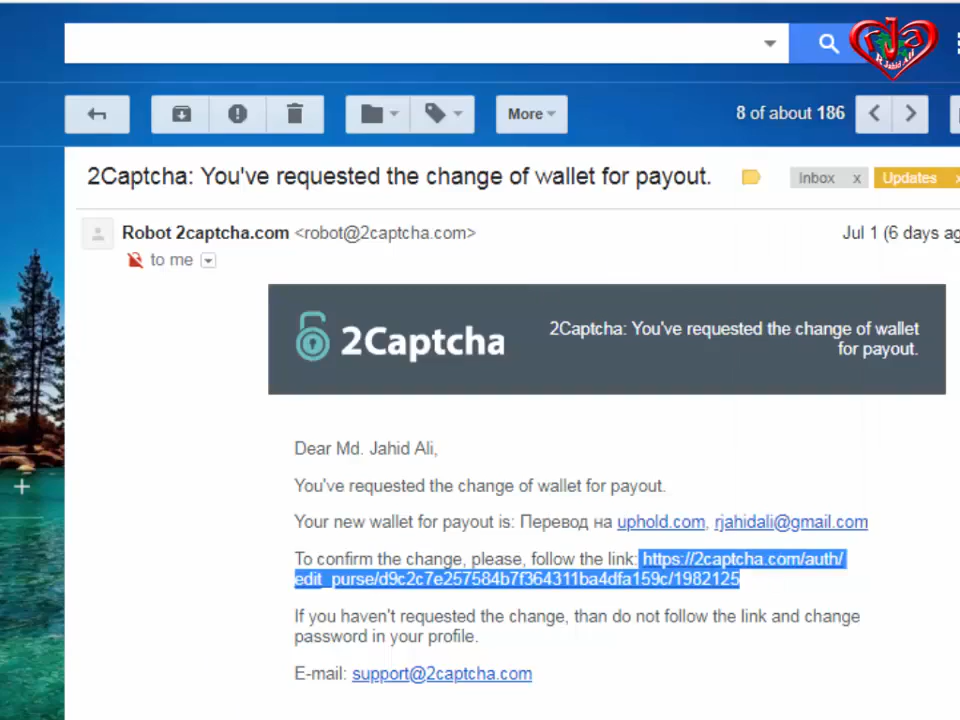 rja
R Jahid Ali
More
8 of about 186
2Captcha: You've requested the change of wallet for payout.
Inbox x
Updates x
Robot 2captcha.com <robot@2captcha.com>
Jul 1 (6 days ag
to me
2Captcha
2Captcha: You've requested the change of wallet
for payout.
Dear Md. Jahid Ali,
You've requested the change of wallet for payout.
Your new wallet for payout is: Перевод на uphold.com, rjahidali@gmail.com
To confirm the change, please, follow the link: https://2captcha.com/auth/
edit_purse/d9c2c7e257584b7f364311ba4dfa159c/1982125
If you haven't requested the change, than do not follow the link and change
password in your profile.
E-mail: support@2captcha.com